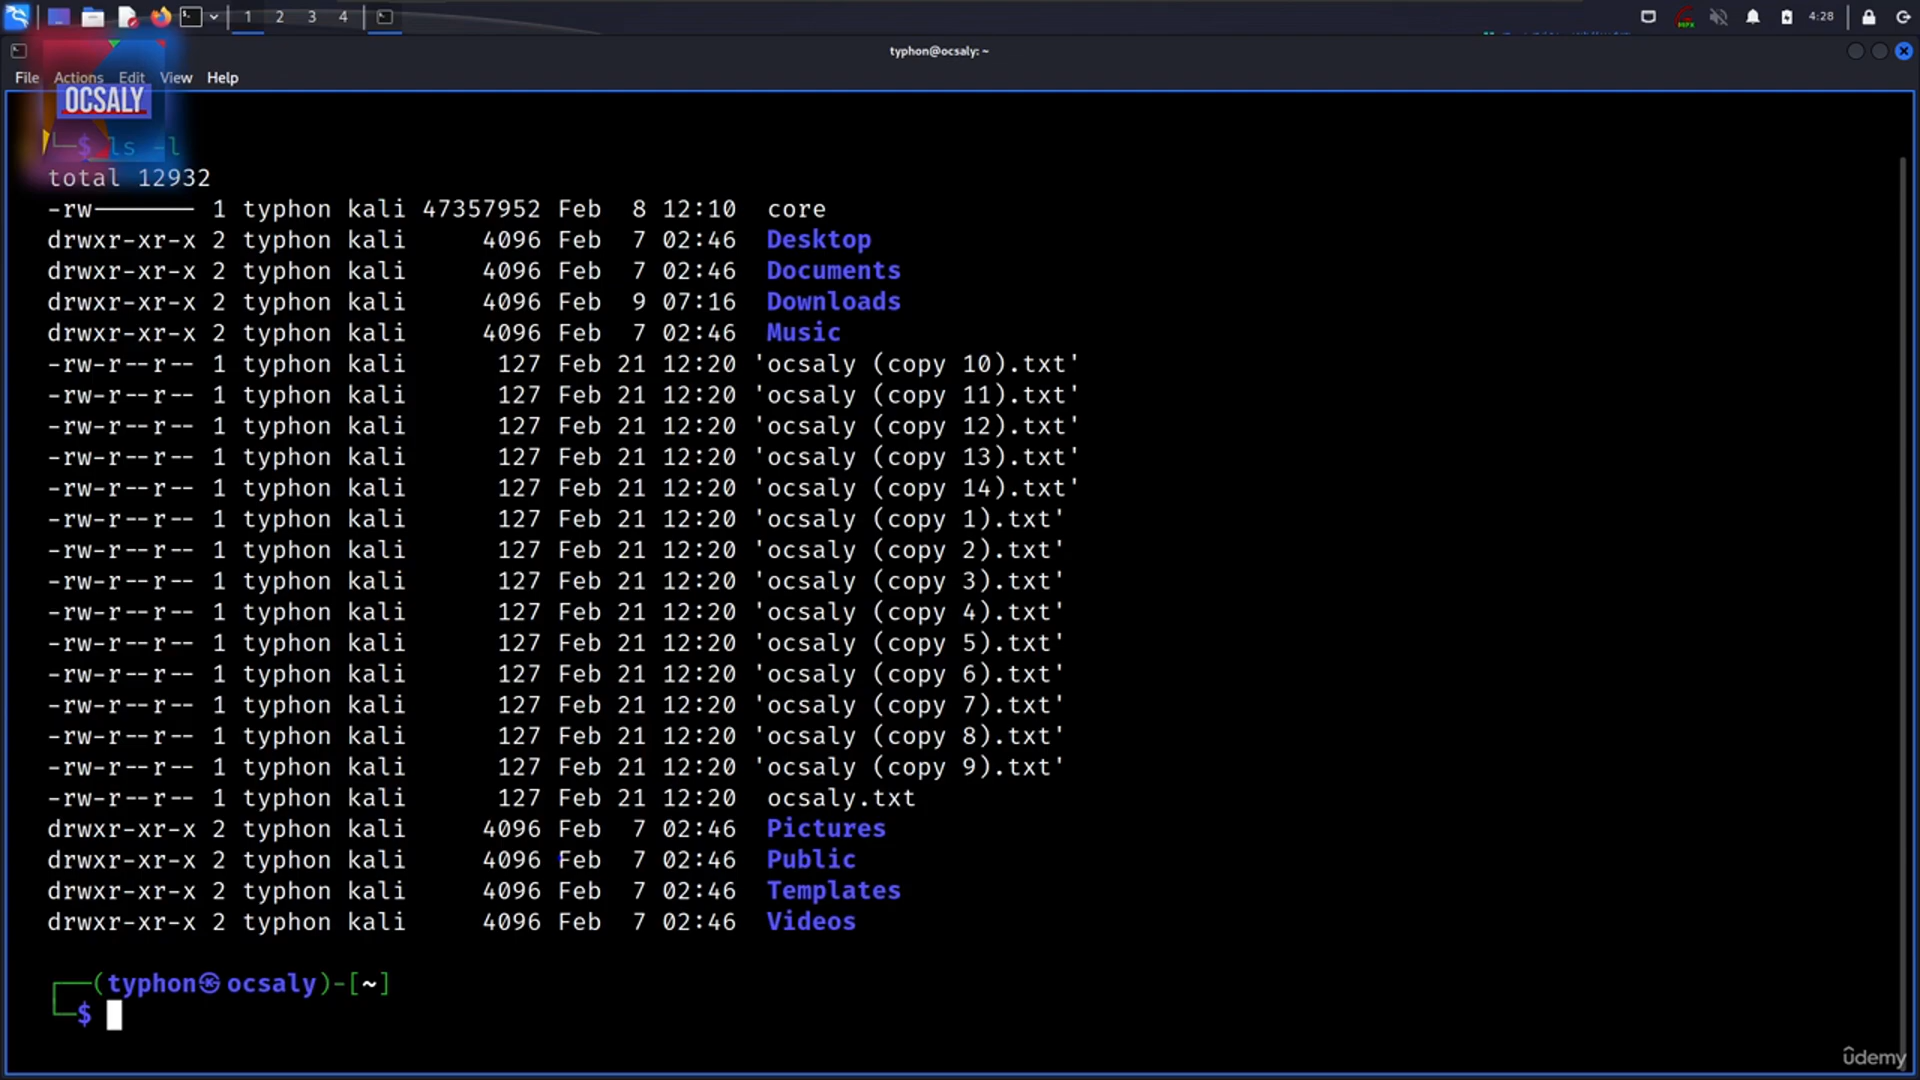 1 2 3 4 4:28
typhon@ocsaly: ~
File Actions Edit View Help
OCSALY
└─$ ls -l
total 12932
-rw------- 1 typhon kali 47357952 Feb  8 12:10  core
drwxr-xr-x 2 typhon kali     4096 Feb  7 02:46  Desktop
drwxr-xr-x 2 typhon kali     4096 Feb  7 02:46  Documents
drwxr-xr-x 2 typhon kali     4096 Feb  9 07:16  Downloads
drwxr-xr-x 2 typhon kali     4096 Feb  7 02:46  Music
-rw-r--r-- 1 typhon kali      127 Feb 21 12:20 'ocsaly (copy 10).txt'
-rw-r--r-- 1 typhon kali      127 Feb 21 12:20 'ocsaly (copy 11).txt'
-rw-r--r-- 1 typhon kali      127 Feb 21 12:20 'ocsaly (copy 12).txt'
-rw-r--r-- 1 typhon kali      127 Feb 21 12:20 'ocsaly (copy 13).txt'
-rw-r--r-- 1 typhon kali      127 Feb 21 12:20 'ocsaly (copy 14).txt'
-rw-r--r-- 1 typhon kali      127 Feb 21 12:20 'ocsaly (copy 1).txt'
-rw-r--r-- 1 typhon kali      127 Feb 21 12:20 'ocsaly (copy 2).txt'
-rw-r--r-- 1 typhon kali      127 Feb 21 12:20 'ocsaly (copy 3).txt'
-rw-r--r-- 1 typhon kali      127 Feb 21 12:20 'ocsaly (copy 4).txt'
-rw-r--r-- 1 typhon kali      127 Feb 21 12:20 'ocsaly (copy 5).txt'
-rw-r--r-- 1 typhon kali      127 Feb 21 12:20 'ocsaly (copy 6).txt'
-rw-r--r-- 1 typhon kali      127 Feb 21 12:20 'ocsaly (copy 7).txt'
-rw-r--r-- 1 typhon kali      127 Feb 21 12:20 'ocsaly (copy 8).txt'
-rw-r--r-- 1 typhon kali      127 Feb 21 12:20 'ocsaly (copy 9).txt'
-rw-r--r-- 1 typhon kali      127 Feb 21 12:20  ocsaly.txt
drwxr-xr-x 2 typhon kali     4096 Feb  7 02:46  Pictures
drwxr-xr-x 2 typhon kali     4096 Feb  7 02:46  Public
drwxr-xr-x 2 typhon kali     4096 Feb  7 02:46  Templates
drwxr-xr-x 2 typhon kali     4096 Feb  7 02:46  Videos
┌──(typhon㉿ocsaly)-[~]
└─$
ûdemy